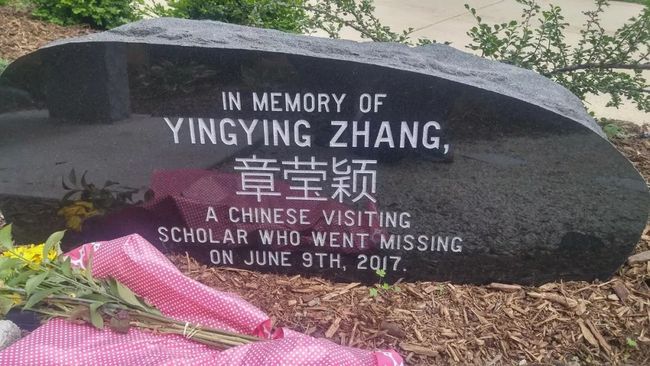 IN MEMORY OF
YINGYING ZHANG,
章莹颖
A CHINESE VISITING
SCHOLAR WHO WENT MISSING
ON JUNE 9TH, 2017.